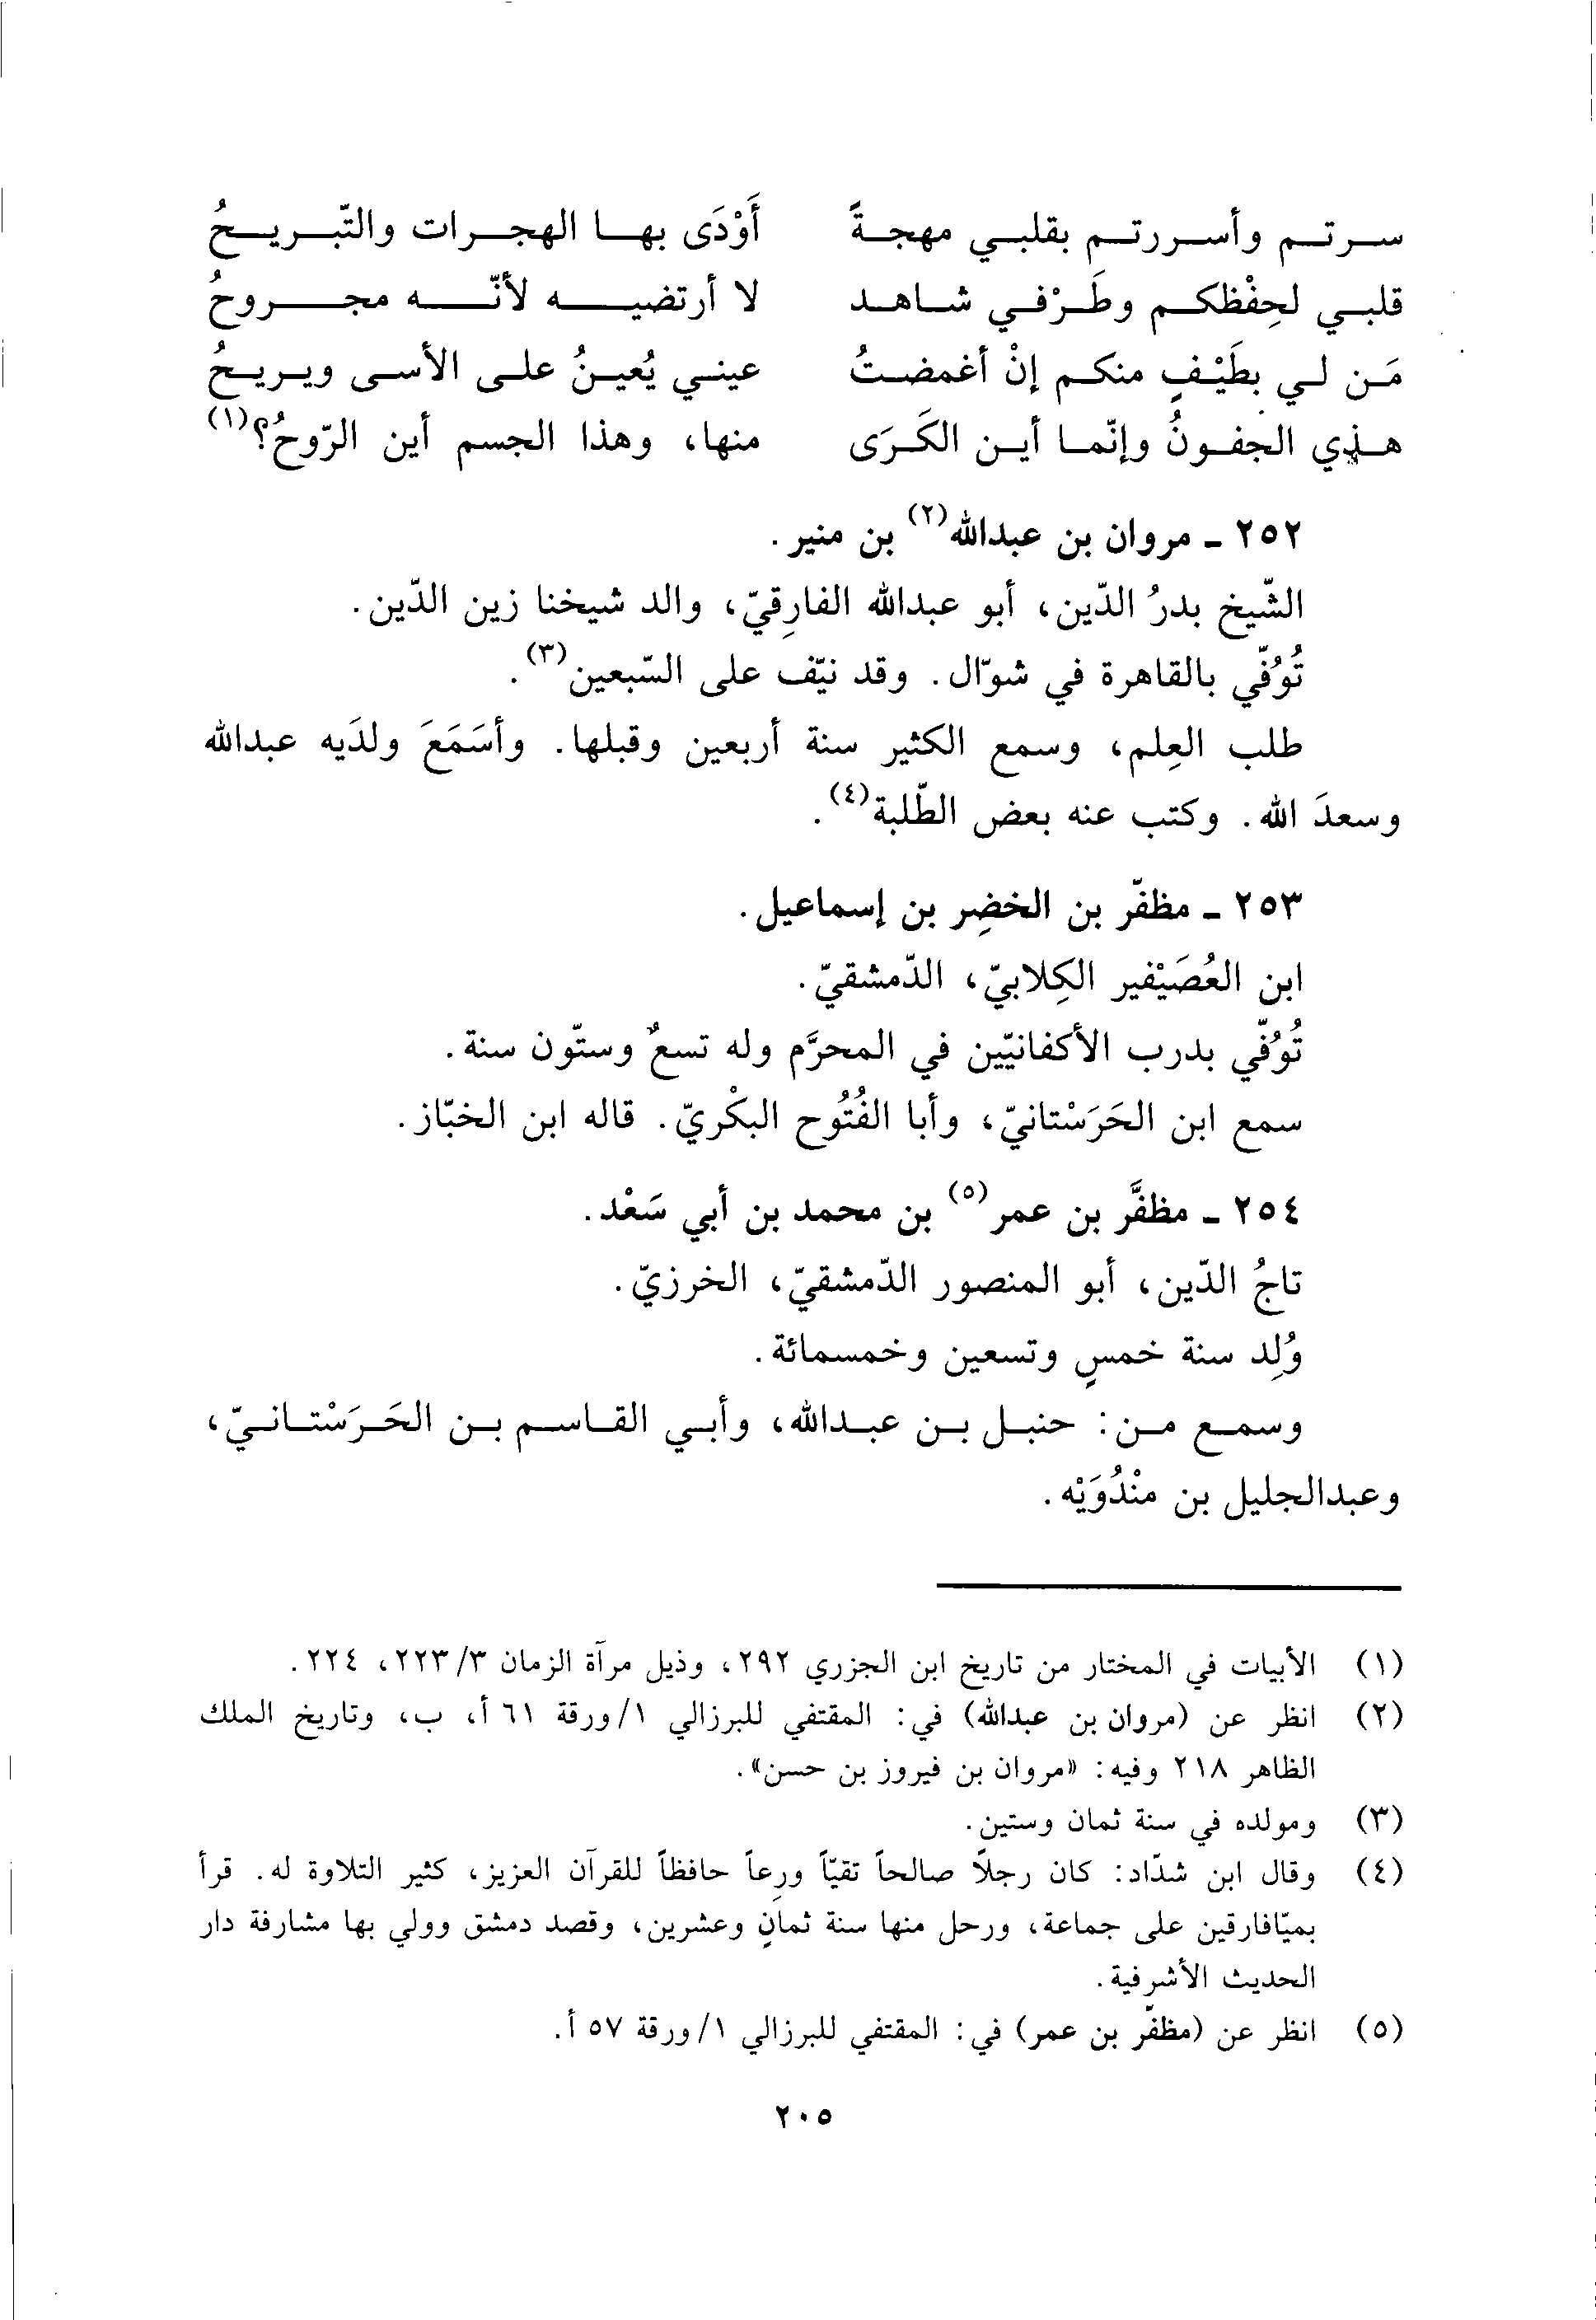 سرتم وأسررتم بقلبي مهجةً أَوْدَى بها الهجرات والتّبريحُ
قلبي لحِفْظكم وطَرْفي شاهد لا أرتضيه لأنّه مجروحُ
مَن لي بطَيْفٍ منكم إنْ أغمضتُ عيني يُعينُ على الأسى ويريحُ
هذي الجفونُ وإنّما أين الكَرَى منها، وهذا الجسم أين الرّوحُ؟(١)
٢٥٢ - مروان بن عبدالله(٢) بن منير.
الشّيخ بدرُ الدّين، أبو عبدالله الفارِقيّ، والد شيخنا زين الدّين.
تُوُفّي بالقاهرة في شوّال. وقد نيّف على السّبعين(٣).
طلب العِلم، وسمع الكثير سنة أربعين وقبلها. وأسَمَعَ ولدَيه عبدالله
وسعدَ الله. وكتب عنه بعض الطّلبة(٤).
٢٥٣ - مظفّر بن الخضِر بن إسماعيل.
ابن العُصَيْفير الكِلابيّ، الدّمشقيّ.
تُوُفّي بدرب الأكفانيّين في المحرَّم وله تسعٌ وستّون سنة.
سمع ابن الحَرَسْتانيّ، وأبا الفُتُوح البكْريّ. قاله ابن الخبّاز.
٢٥٤ - مظفَّر بن عمر(٥) بن محمد بن أبي سَعْد.
تاجُ الدّين، أبو المنصور الدّمشقيّ، الخرزيّ.
وُلِد سنة خمسٍ وتسعين وخمسمائة.
وسمع من: حنبل بن عبدالله، وأبي القاسم بن الحَرَسْتانيّ،
وعبدالجليل بن مْندُوَيْه.
(١) الأبيات في المختار من تاريخ ابن الجزري ٢٩٢، وذيل مرآة الزمان ٢٢٣/٣، ٢٢٤.
(٢) انظر عن (مروان بن عبدالله) في: المقتفي للبرزالي ١/ورقة ٦١ أ، ب، وتاريخ الملك
الظاهر ٢١٨ وفيه: «مروان بن فيروز بن حسن».
(٣) ومولده في سنة ثمان وستين.
(٤) وقال ابن شدّاد: كان رجلاً صالحاً تقيّاً ورِعاً حافظاً للقرآن العزيز، كثير التلاوة له. قرأ
بميّافارقين على جماعة، ورحل منها سنة ثمانٍ وعشرين، وقصد دمشق وولي بها مشارفة دار
الحديث الأشرفية.
(٥) انظر عن (مظفّر بن عمر) في: المقتفي للبرزالي ١/ورقة ٥٧ أ.
٢٠٥